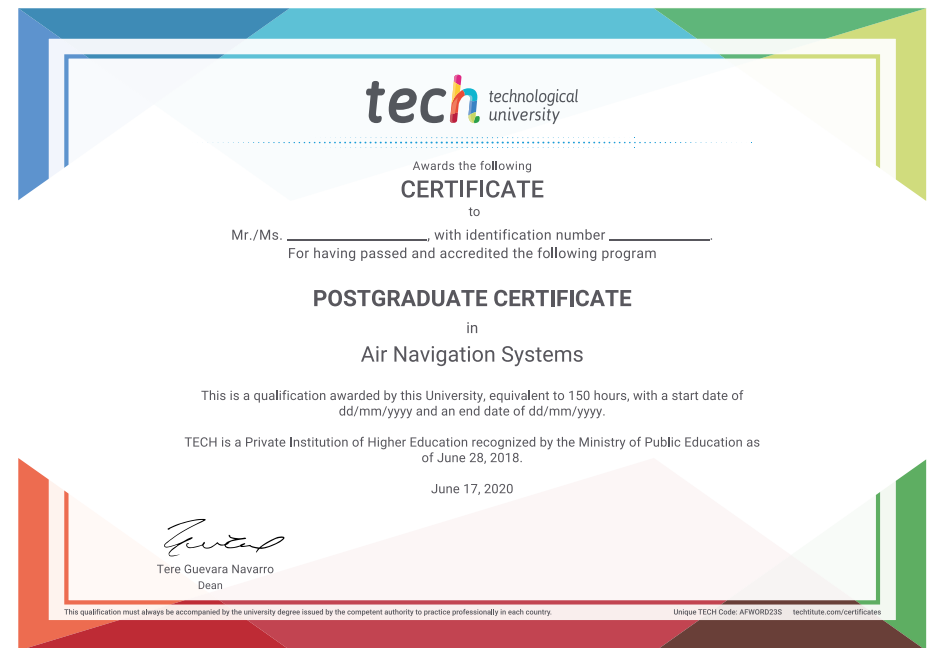 tech technological
university
Awards the following
CERTIFICATE
to
Mr./Ms. ____________, with identification number ____________.
For having passed and accredited the following program
POSTGRADUATE CERTIFICATE
in
Air Navigation Systems
This is a qualification awarded by this University, equivalent to 150 hours, with a start date of
dd/mm/yyyy and an end date of dd/mm/yyyy.
TECH is a Private Institution of Higher Education recognized by the Ministry of Public Education as
of June 28, 2018.
June 17, 2020
Tere Guevara Navarro
Dean
This qualification must always be accompanied by the university degree issued by the competent authority to practice professionally in each country.
Unique TECH Code: AFWORD23S techtitute.com/certificates